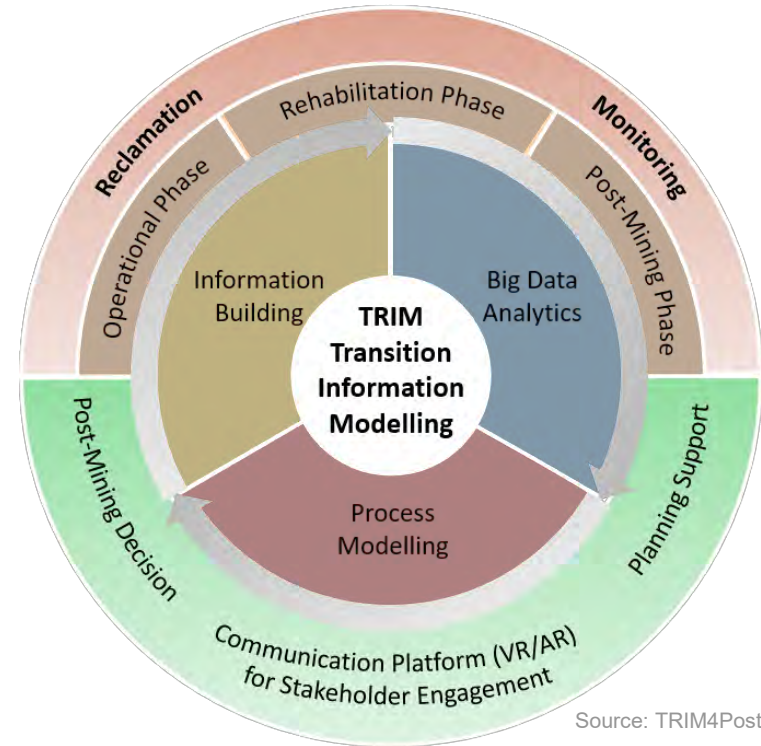 Reclamation
Monitoring
Operational Phase
Rehabilitation Phase
Post-Mining Phase
Information
Building
Big Data
Analytics
TRIM
Transition
Information
Modelling
Process
Modelling
Post-Mining Decision
Planning Support
Communication Platform (VR/AR)
for Stakeholder Engagement
Source: TRIM4Post